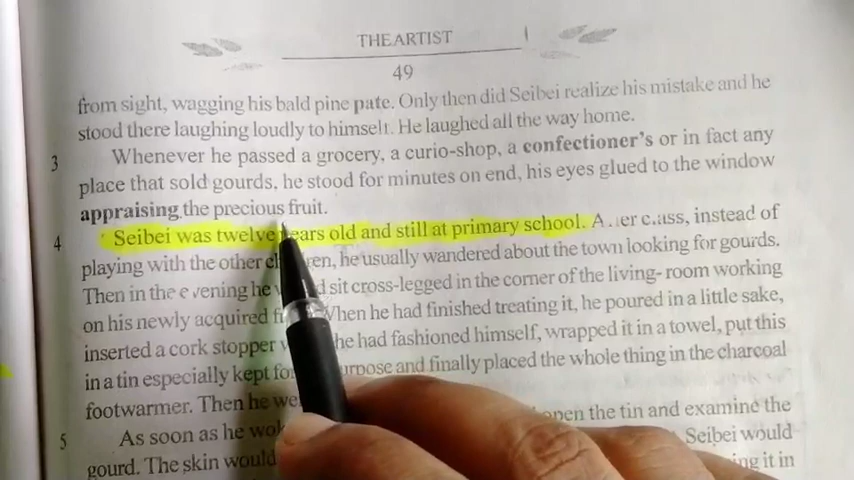 THE ARTIST
49
from sight, wagging his bald pine pate. Only then did Seibei realize his mistake and he
stood there laughing loudly to himself. He laughed all the way home.
3 Whenever he passed a grocery, a curio-shop, a confectioner's or in fact any
place that sold gourds, he stood for minutes on end, his eyes glued to the window
appraising the precious fruit.
4 Seibei was twelve years old and still at primary school. class, instead of
playing with the other he usually wandered about the town looking for gourds.
Then in the evening he sit cross-legged in the corner of the living- room working
on his newly acquired When he had finished treating it, he poured in a little sake,
inserted a cork stopper he had fashioned himself, wrapped it in a towel, put this
in a tin especially kept and finally placed the whole thing in the charcoal
footwarmer. Then he open the tin and examine the
5 As soon as he Seibei would
gourd. The skin would it in